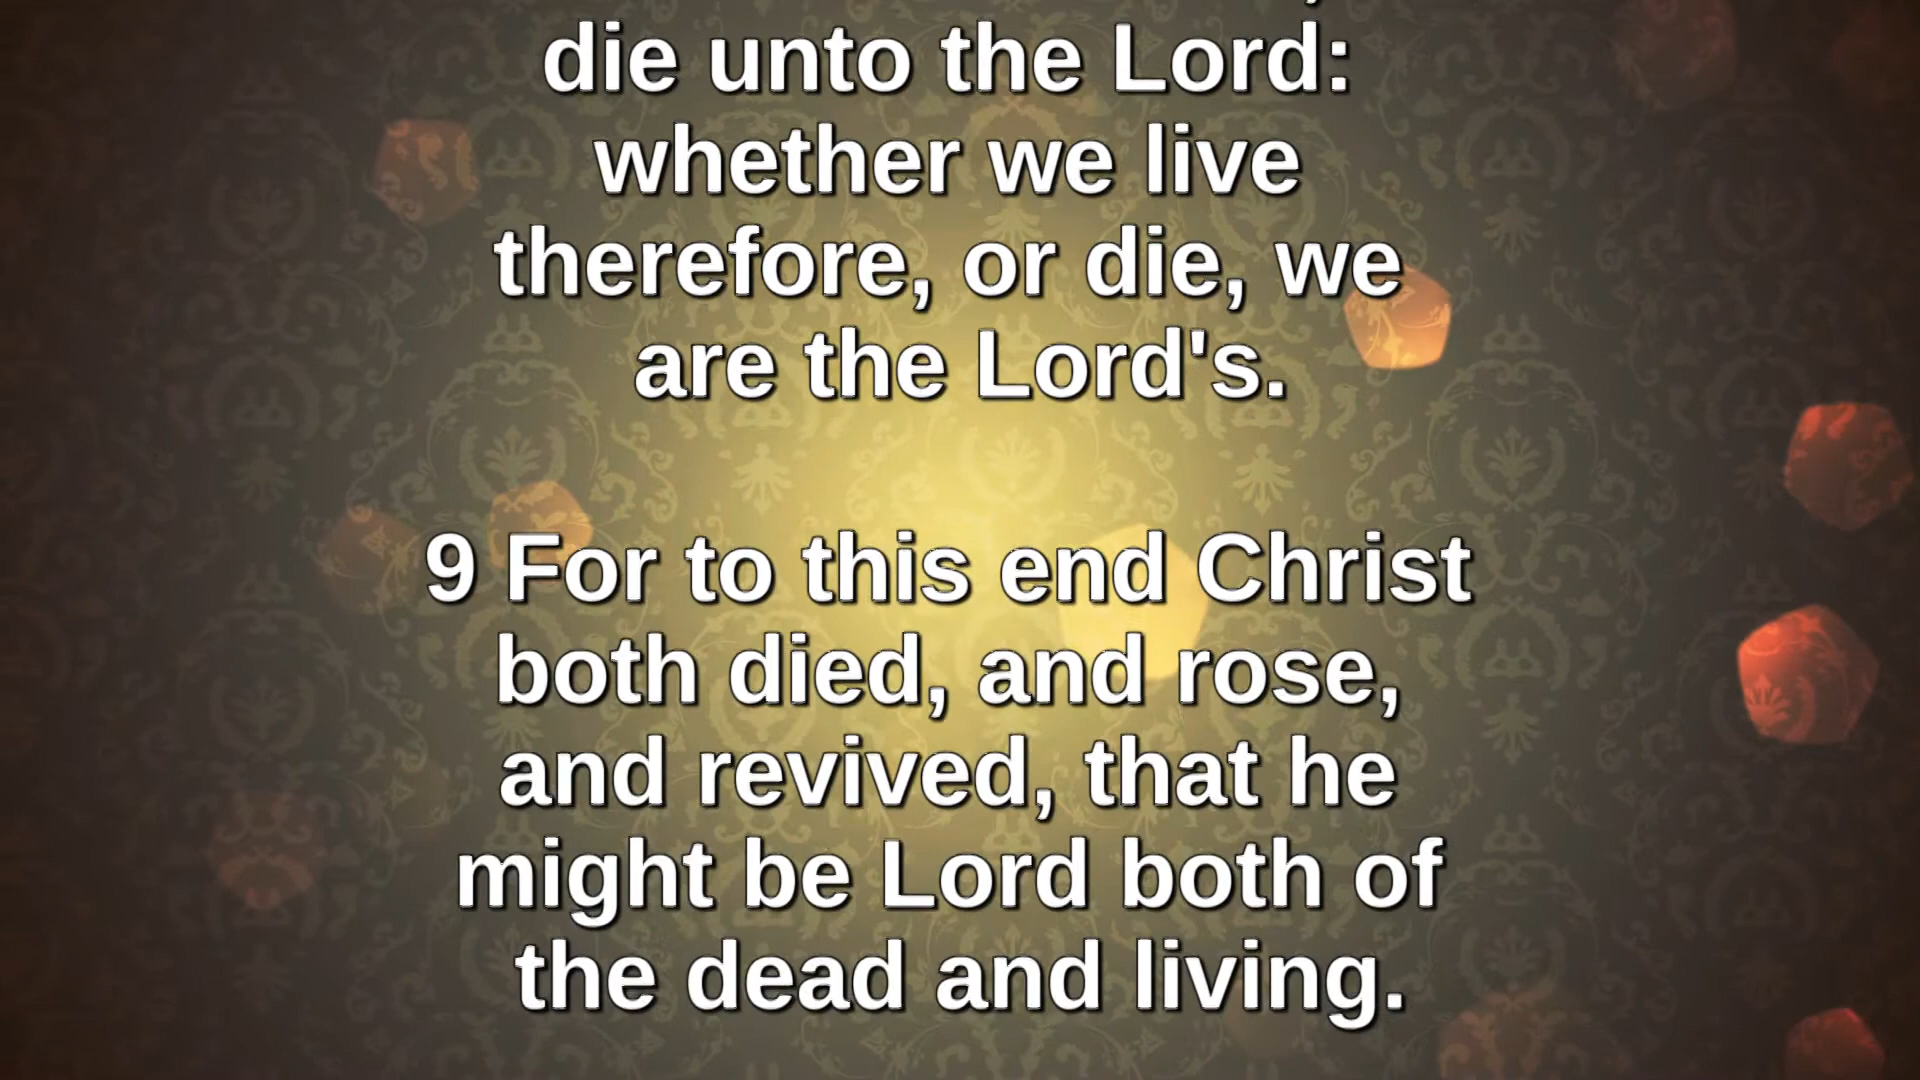 die unto the Lord:
whether we live
therefore, or die, we
are the Lord's.
9 For to this end Christ
both died, and rose,
and revived, that he
might be Lord both of
the dead and living.